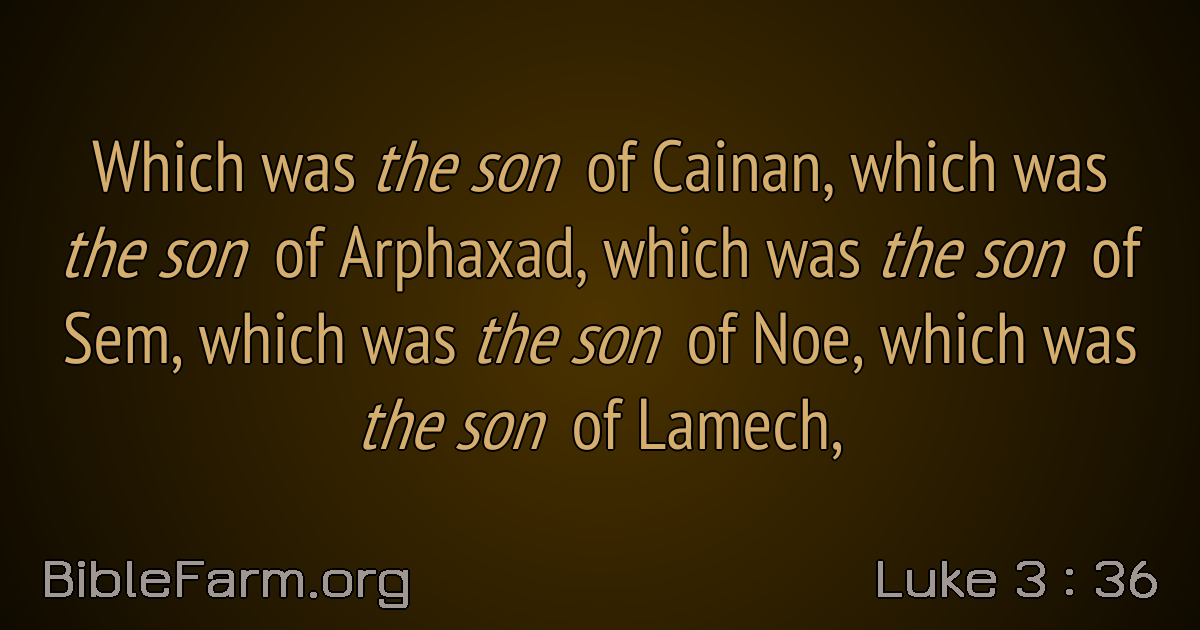 Which was the son of Cainan, which was
the son of Arphaxad, which was the son of
Sem, which was the son of Noe, which was
the son of Lamech,
BibleFarm.org
Luke 3 : 36